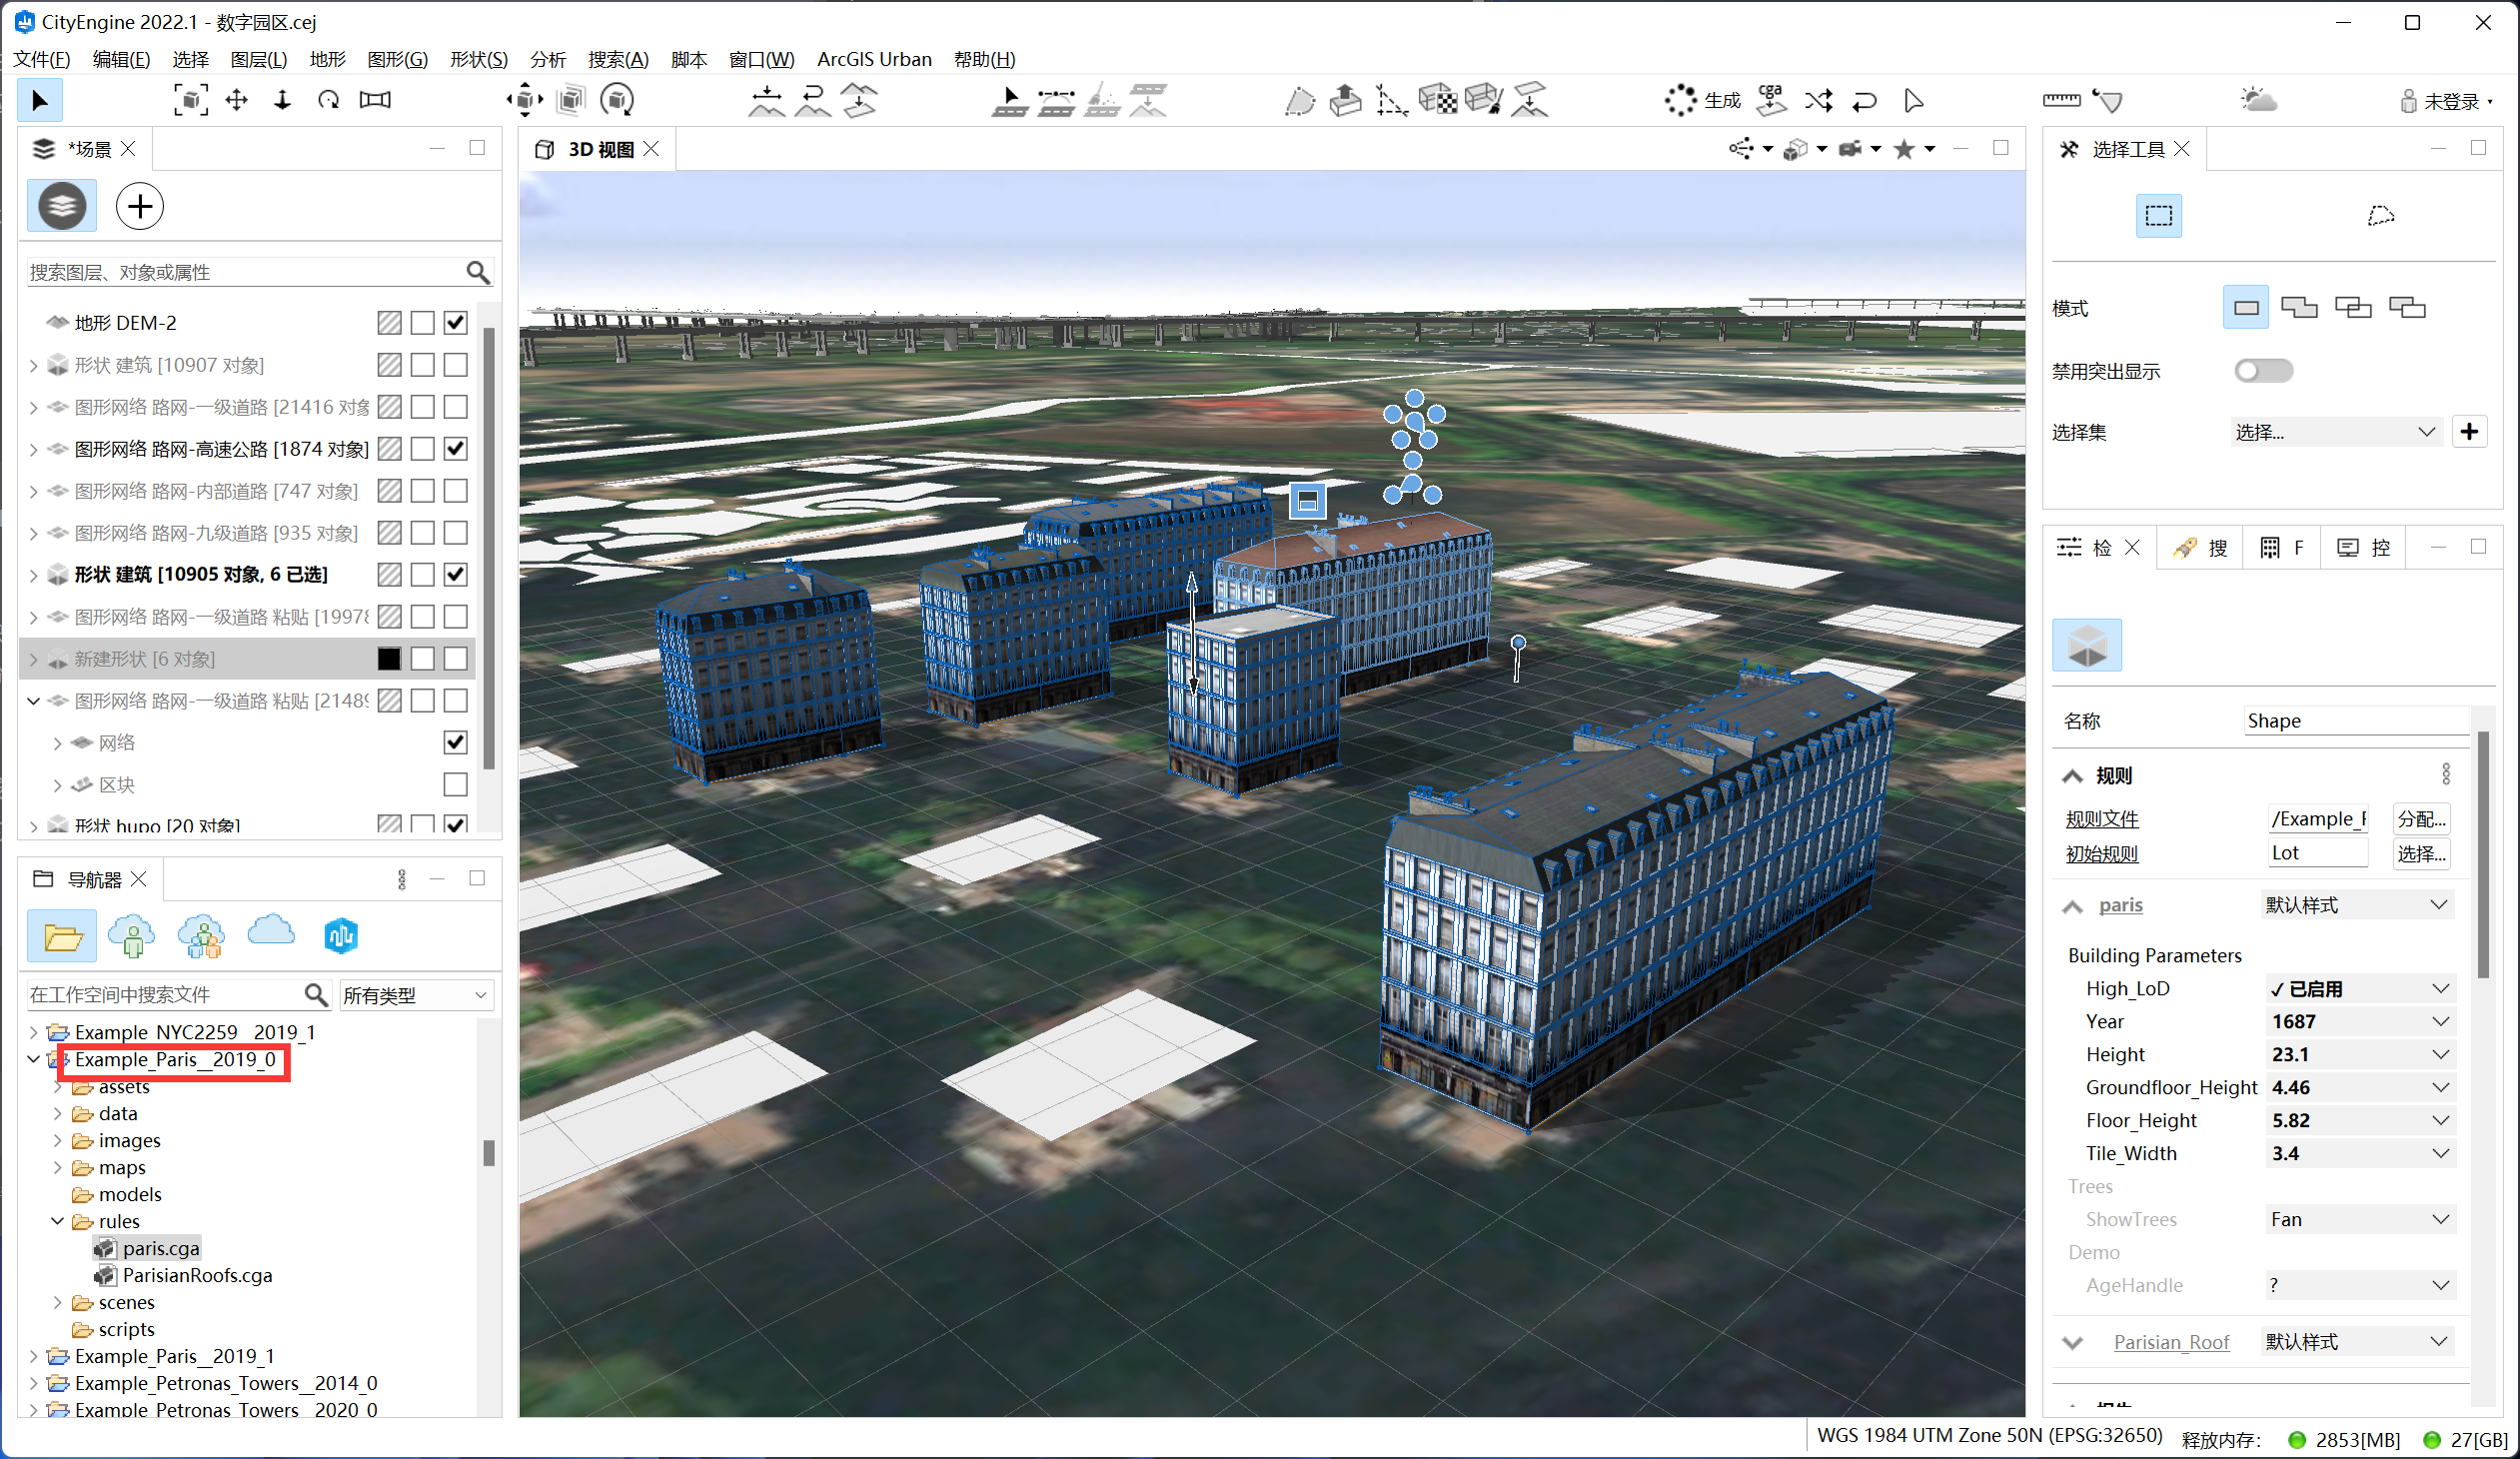 CityEngine 2022.1 - 数字园区.cej
文件(F) 编辑(E) 选择 图层(L) 地形 图形(G) 形状(S) 分析 搜索(A) 脚本 窗口(W) ArcGIS Urban 帮助(H)
生成 cga 未登录
*场景
搜索图层、对象或属性
地形 DEM-2
形状 建筑 [10907 对象]
图形网络 路网-一级道路 [21416 对象
图形网络 路网-高速公路 [1874 对象]
图形网络 路网-内部道路 [747 对象]
图形网络 路网-九级道路 [935 对象]
形状 建筑 [10905 对象, 6 已选]
图形网络 路网-一级道路 粘贴 [19978
新建形状 [6 对象]
图形网络 路网-一级道路 粘贴 [21489
网络
区块
形状 hupo [20 对象]
导航器
在工作空间中搜索文件 所有类型
Example_NYC2259__2019_1
Example_Paris__2019_0
assets
data
images
maps
models
rules
paris.cga
ParisianRoofs.cga
scenes
scripts
Example_Paris__2019_1
Example_Petronas_Towers__2014_0
Example_Petronas_Towers__2020_0
3D 视图
选择工具
模式
禁用突出显示
选择集 选择...
检 搜 F 控
名称 Shape
规则
规则文件 /Example_P 分配...
初始规则 Lot 选择...
paris 默认样式
Building Parameters
High_LoD ✓ 已启用
Year 1687
Height 23.1
Groundfloor_Height 4.46
Floor_Height 5.82
Tile_Width 3.4
Trees
ShowTrees Fan
Demo
AgeHandle ?
Parisian_Roof 默认样式
WGS 1984 UTM Zone 50N (EPSG:32650) 释放内存: 2853[MB] 27[GB]